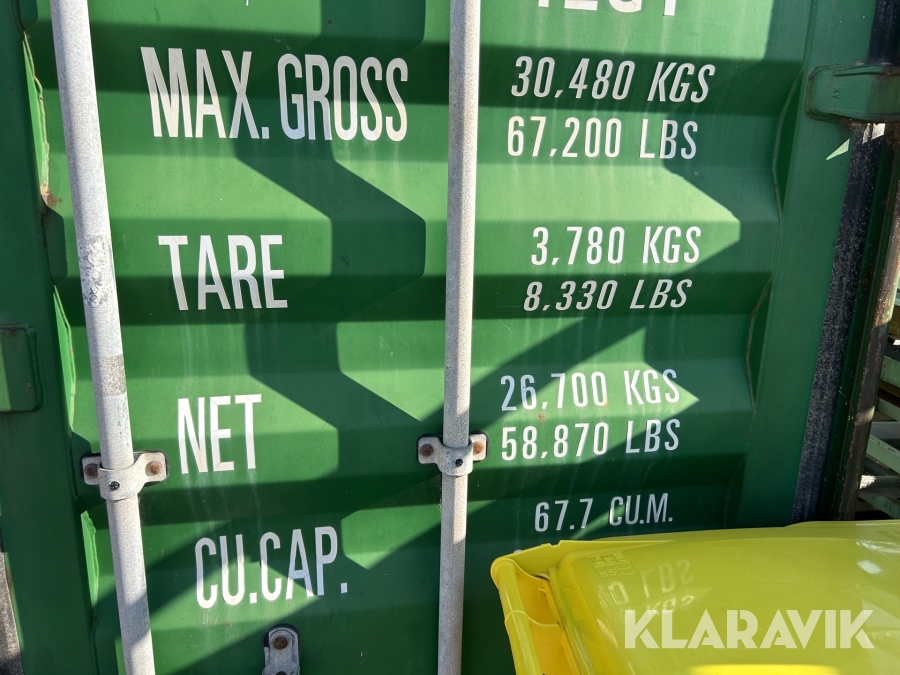 MAX. GROSS 30,480 KGS
67,200 LBS
TARE 3,780 KGS
8,330 LBS
NET 26,700 KGS
58,870 LBS
CU.CAP. 67.7 CU.M.
KLARAVIK